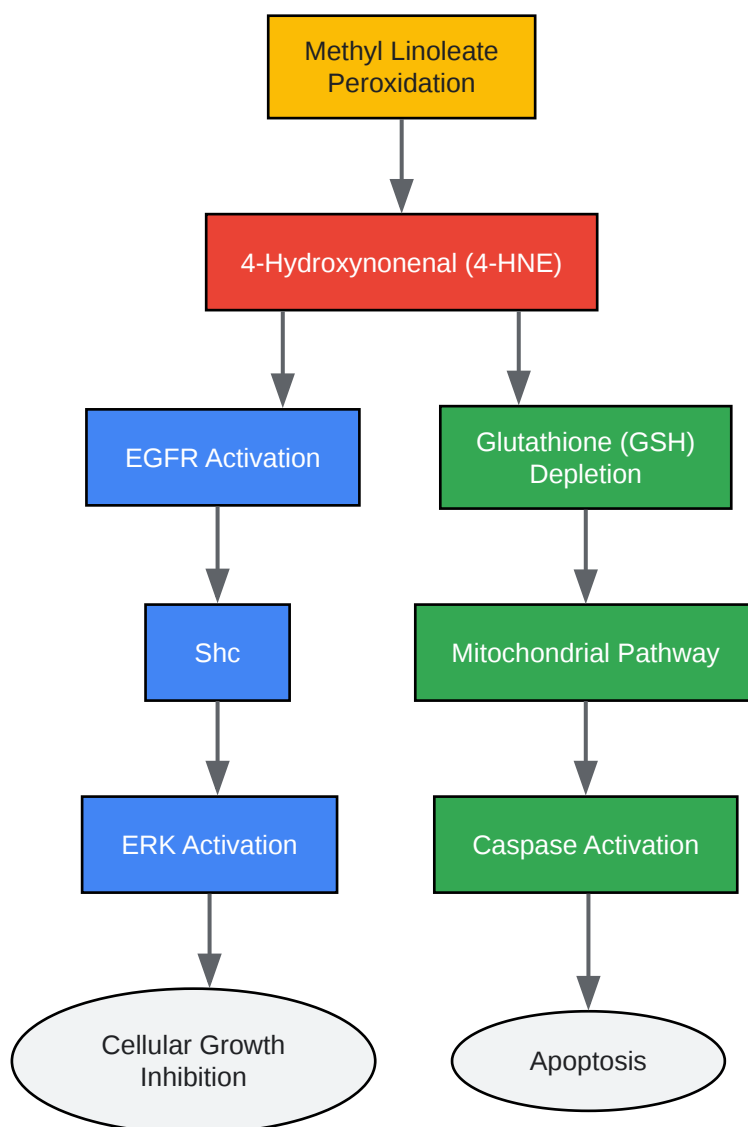 Methyl Linoleate
Peroxidation
4-Hydroxynonenal (4-HNE)
EGFR Activation
Glutathione (GSH)
Depletion
Shc
Mitochondrial Pathway
ERK Activation
Caspase Activation
Cellular Growth
Inhibition
Apoptosis